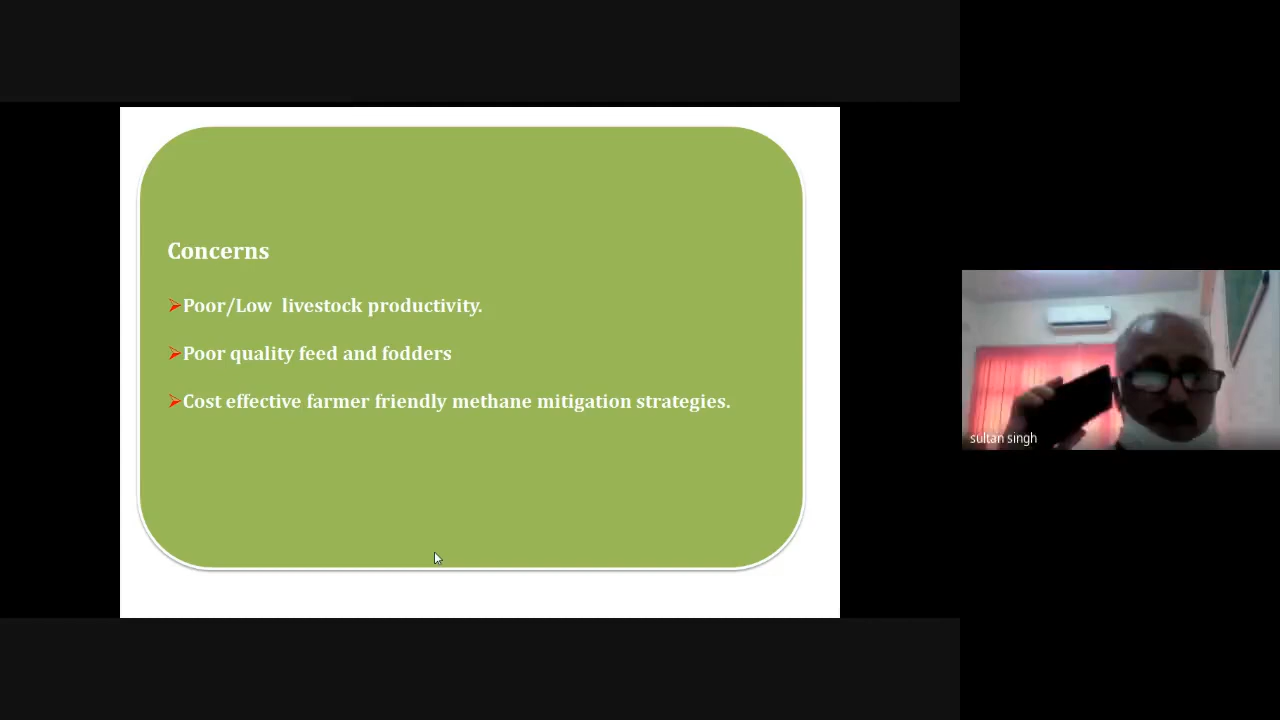 Concerns
➢Poor/Low livestock productivity.
➢Poor quality feed and fodders
➢Cost effective farmer friendly methane mitigation strategies.
sultan singh